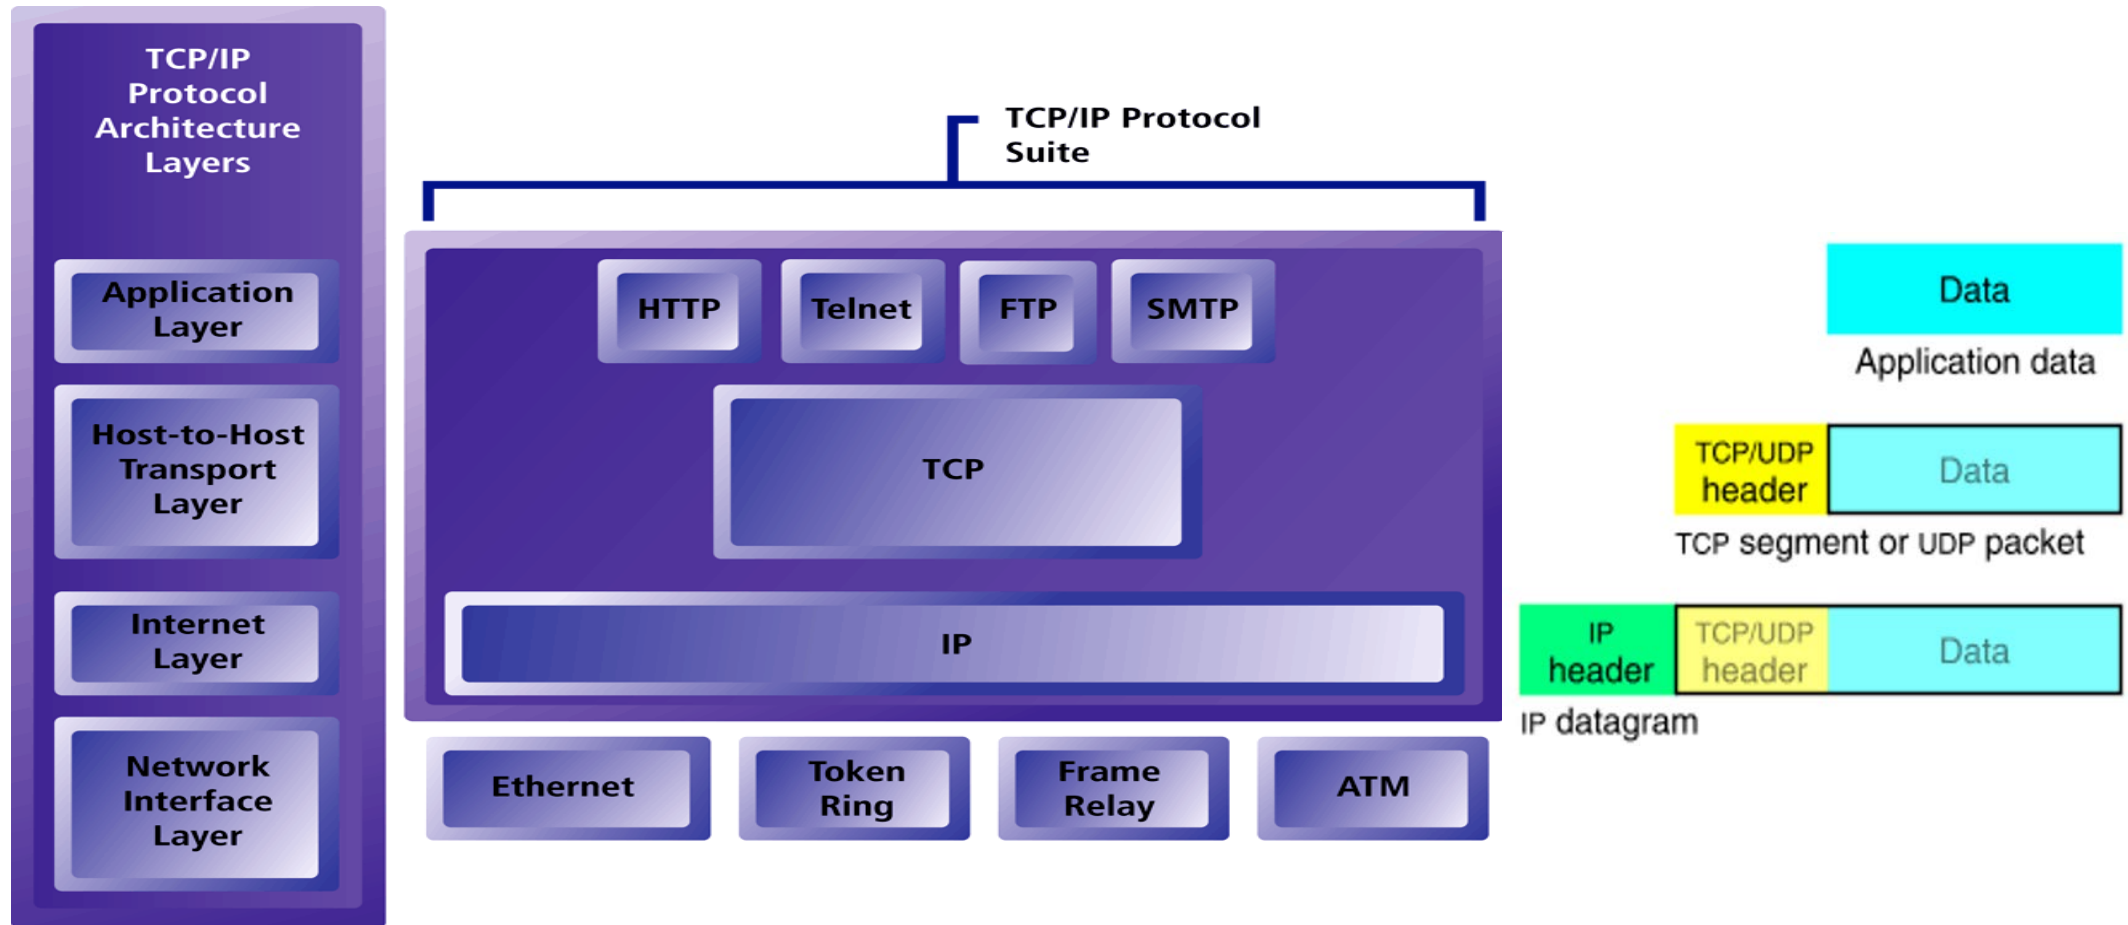 TCP/IP
Protocol
Architecture
Layers
Application
Layer
Host-to-Host
Transport
Layer
Internet
Layer
Network
Interface
Layer
TCP/IP Protocol
Suite
HTTP
Telnet
FTP
SMTP
TCP
IP
Ethernet
Token
Ring
Frame
Relay
ATM
Data
Application data
TCP/UDP
header
Data
TCP segment or UDP packet
IP
header
TCP/UDP
header
Data
IP datagram